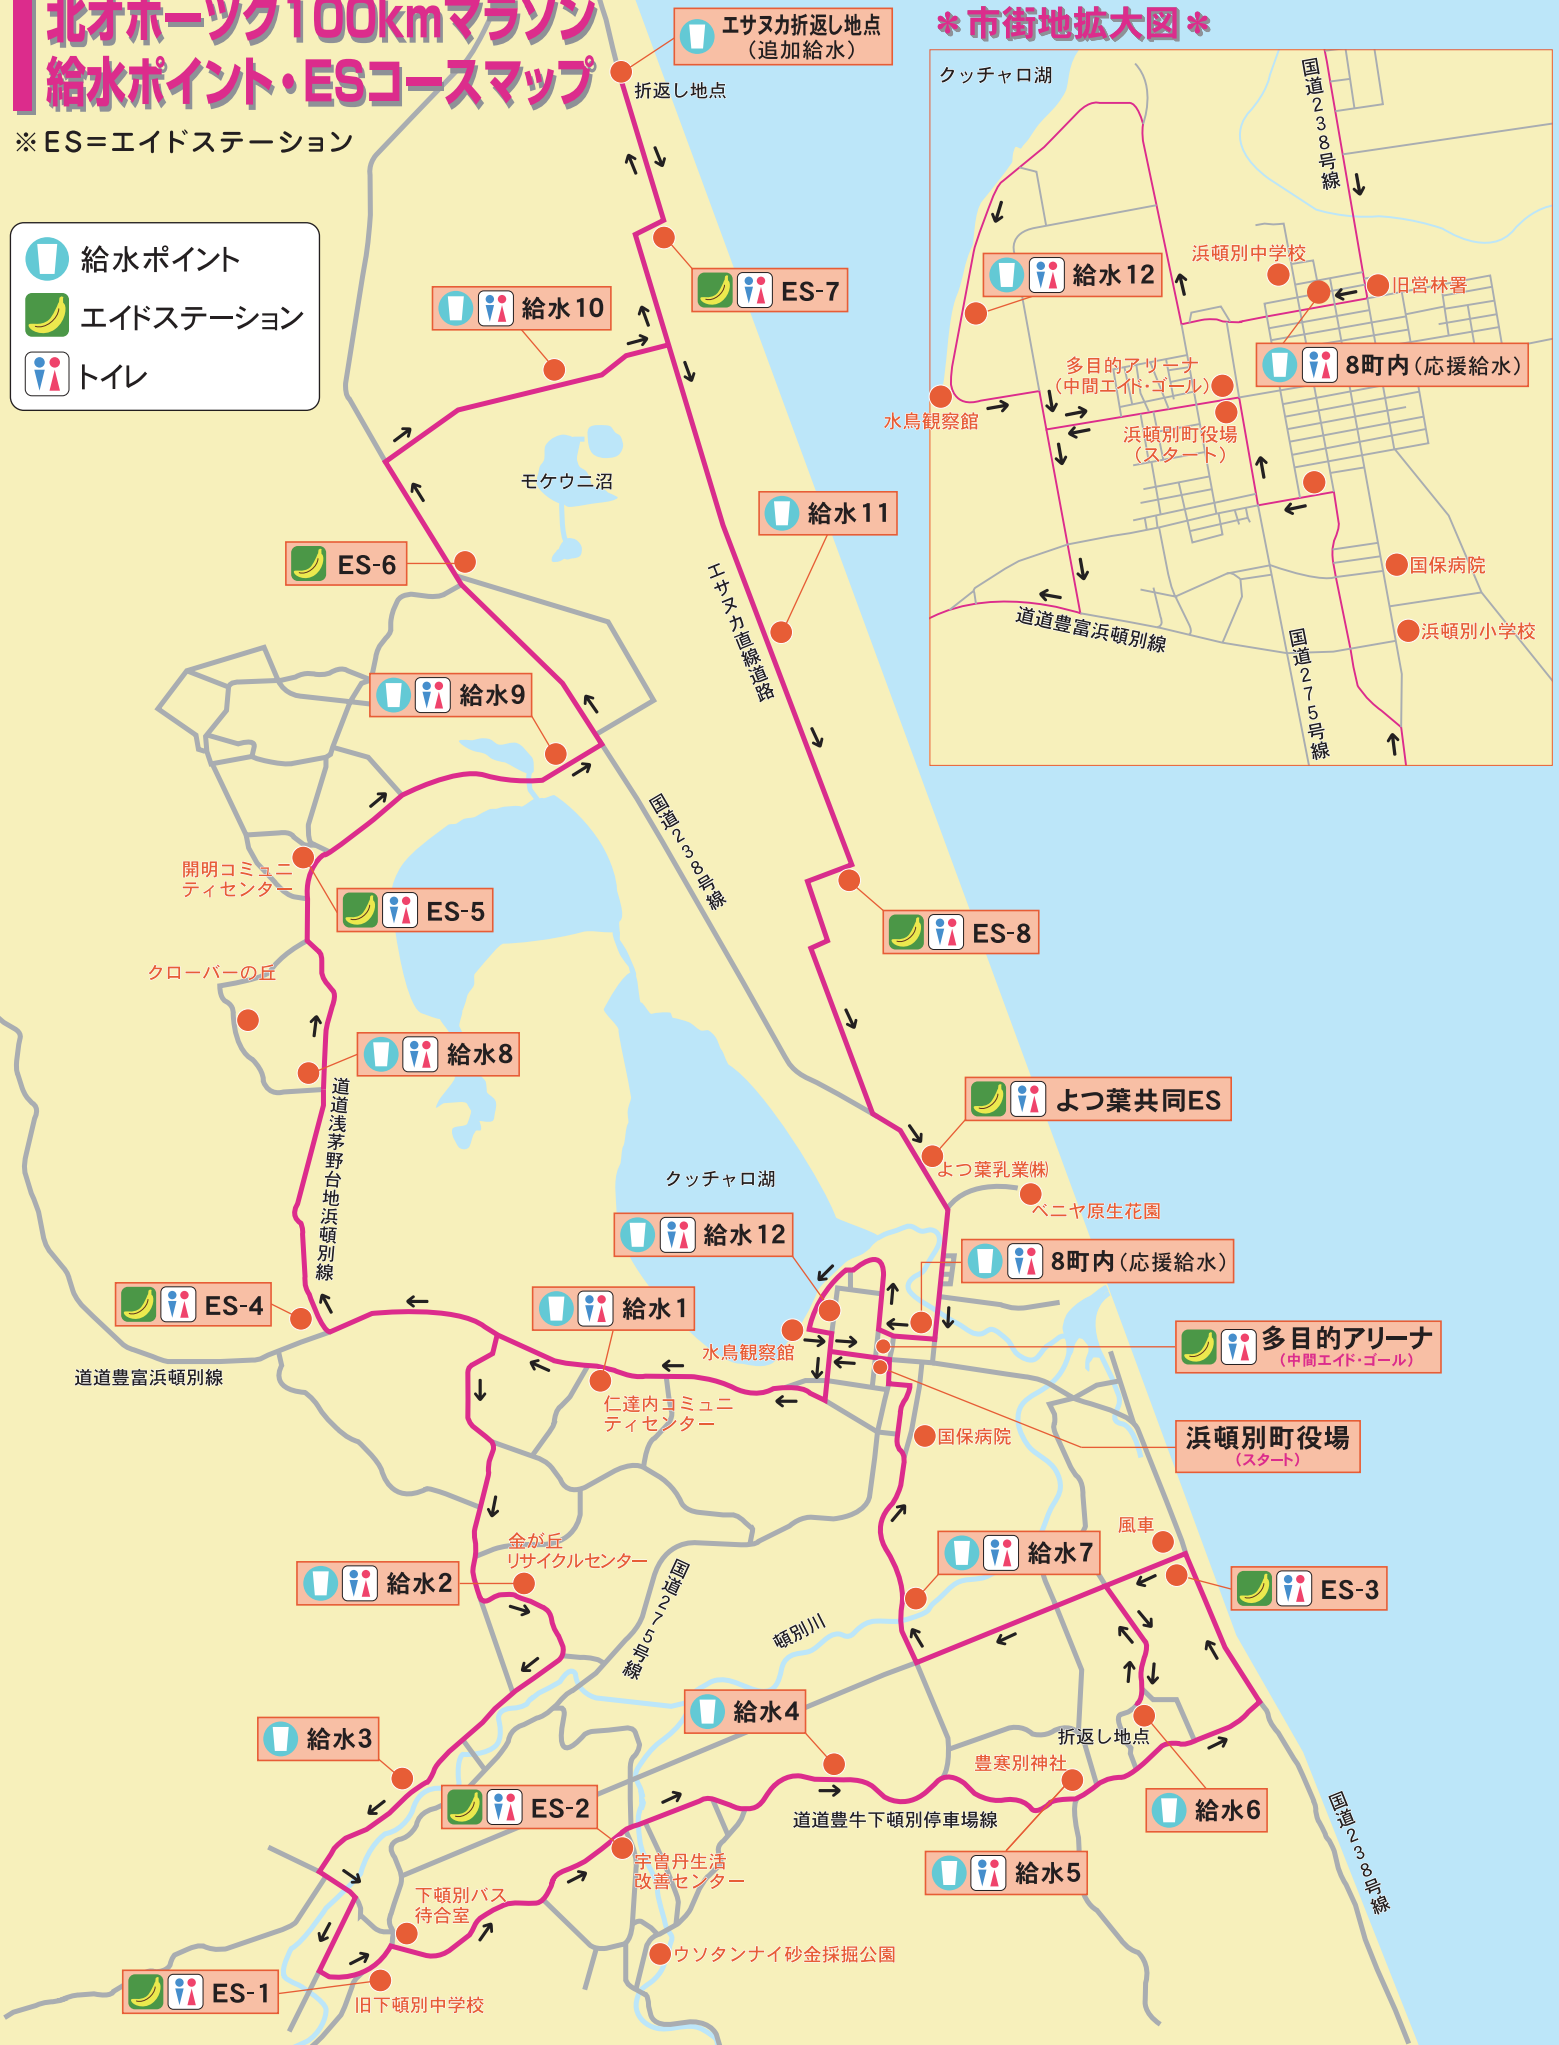 北オホーツク100kmマラソン
給水ポイント・ESコースマップ
※ES＝エイドステーション
給水ポイント
エイドステーション
トイレ
エサヌカ折返し地点
（追加給水）
折返し地点
ES-7
給水10
モケウニ沼
給水11
ES-6
エサヌカ直線道路
給水9
国道238号線
開明コミュニ
ティセンター
ES-5
ES-8
クローバーの丘
給水8
道道浅茅野台地浜頓別線
よつ葉共同ES
よつ葉乳業㈱
ベニヤ原生花園
クッチャロ湖
給水12
8町内（応援給水）
ES-4
給水1
水鳥観察館
多目的アリーナ
（中間エイド・ゴール）
道道豊富浜頓別線
仁達内コミュニ
ティセンター
国保病院
浜頓別町役場
（スタート）
金が丘
リサイクルセンター
給水2
国道275号線
風車
給水7
ES-3
頓別川
給水3
給水4
折返し地点
豊寒別神社
給水6
ES-2
道道豊牛下頓別停車場線
国道238号線
宇曽丹生活
改善センター
給水5
下頓別バス
待合室
ウソタンナイ砂金採掘公園
ES-1
旧下頓別中学校
＊市街地拡大図＊
クッチャロ湖
国道238号線
浜頓別中学校
旧営林署
給水12
8町内（応援給水）
多目的アリーナ
（中間エイド・ゴール）
水鳥観察館
浜頓別町役場
（スタート）
国保病院
道道豊富浜頓別線
浜頓別小学校
国道275号線